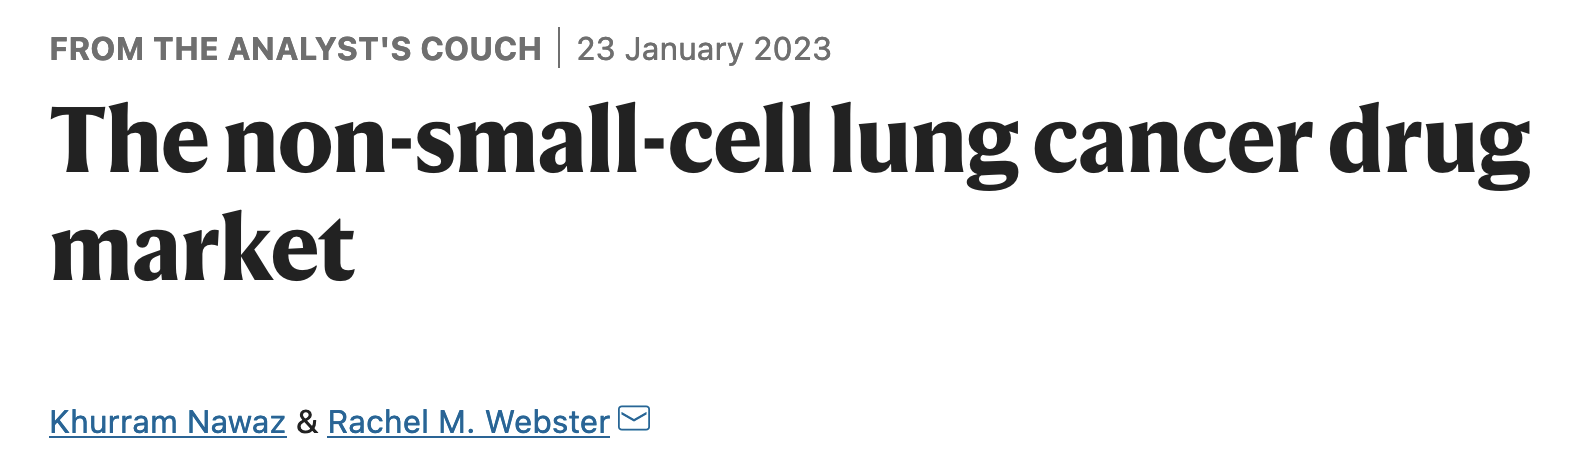 FROM THE ANALYST'S COUCH | 23 January 2023
The non-small-cell lung cancer drug
market
Khurram Nawaz & Rachel M. Webster